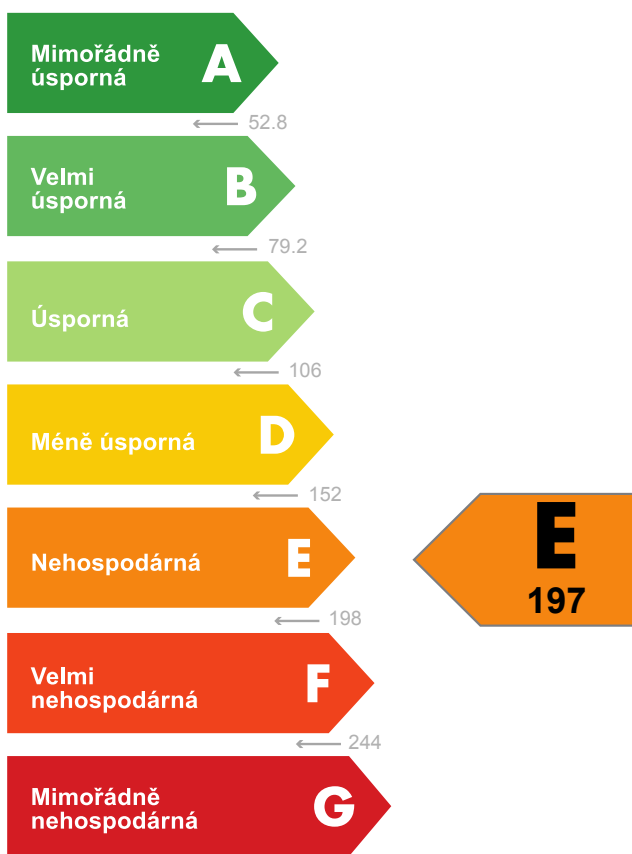 Mimořádně
úsporná
A
52.8
Velmi
úsporná
B
79.2
Úsporná
C
106
Méně úsporná
D
152
Nehospodárná
E
E
197
198
Velmi
nehospodárná
F
244
Mimořádně
nehospodárná
G